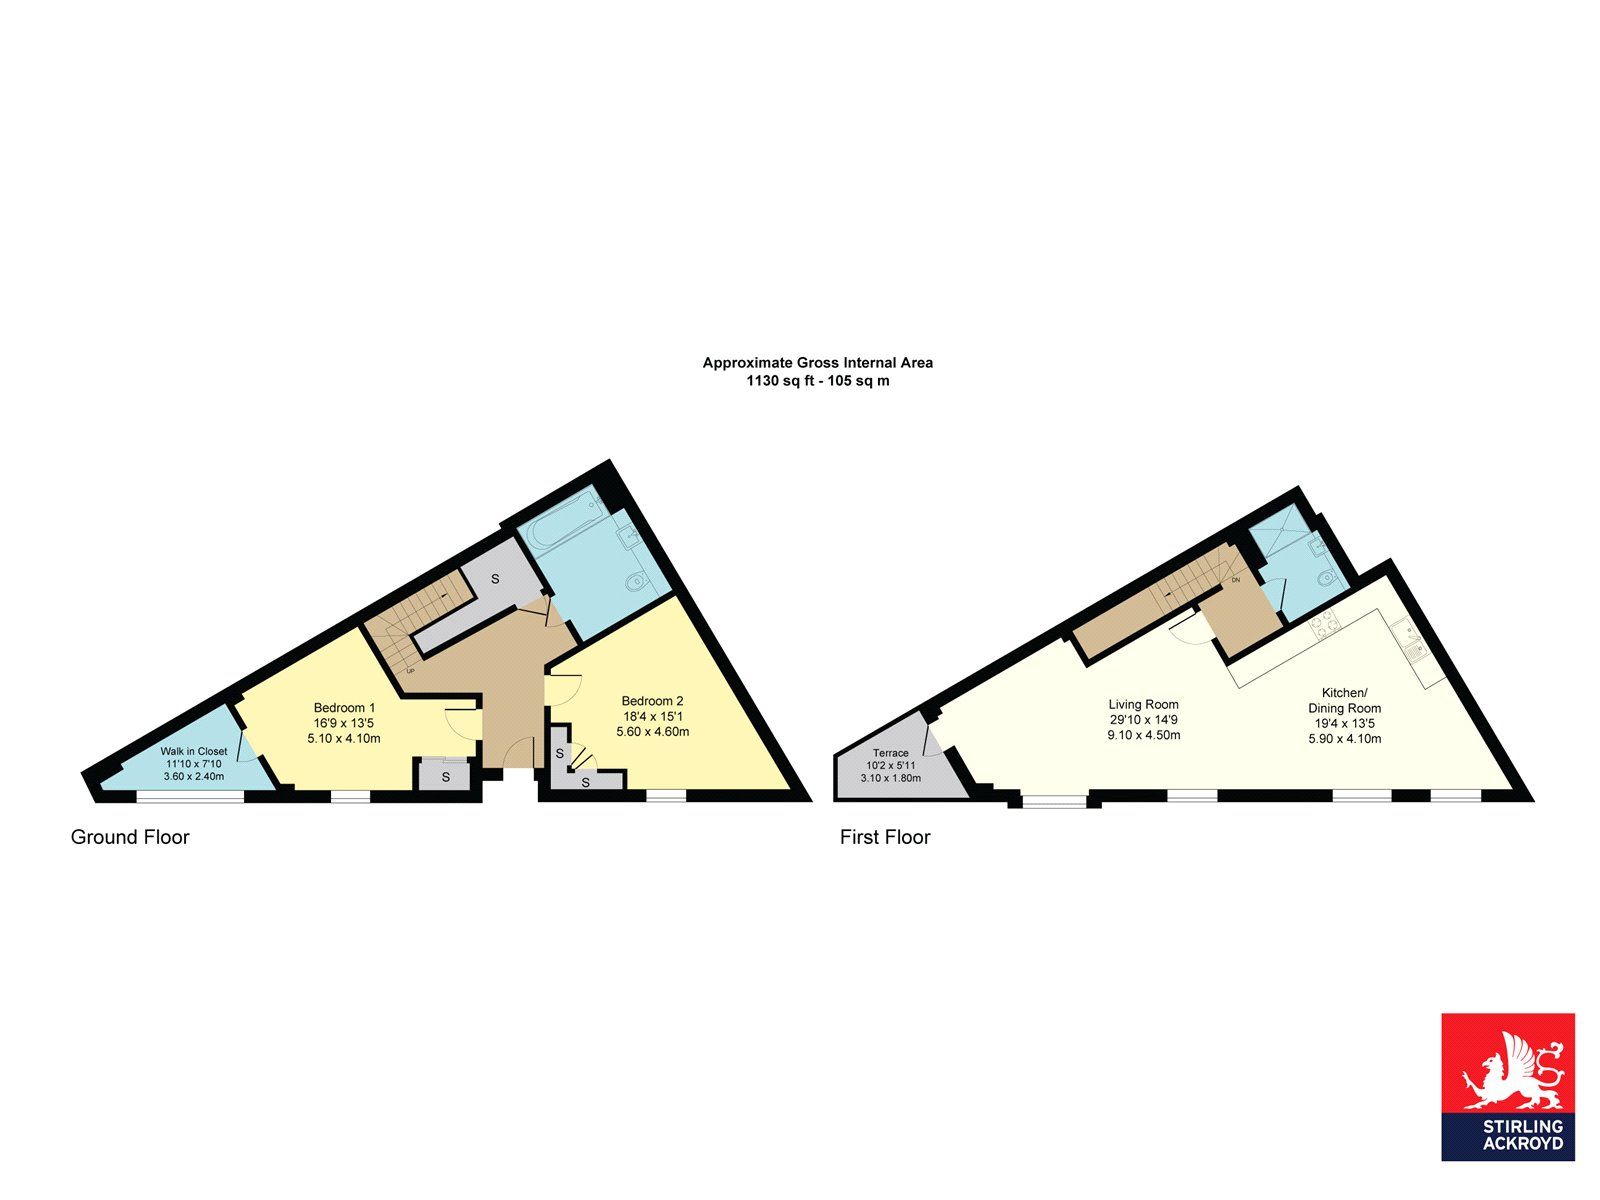 Approximate Gross Internal Area
1130 sq ft - 105 sq m
S
UP
Bedroom 1
16'9 x 13'5
5.10 x 4.10m
Bedroom 2
18'4 x 15'1
5.60 x 4.60m
Walk in Closet
11'10 x 7'10
3.60 x 2.40m
S
S
S
Ground Floor
DN
Living Room
29'10 x 14'9
9.10 x 4.50m
Kitchen/
Dining Room
19'4 x 13'5
5.90 x 4.10m
Terrace
10'2 x 5'11
3.10 x 1.80m
First Floor
STIRLING
ACKROYD